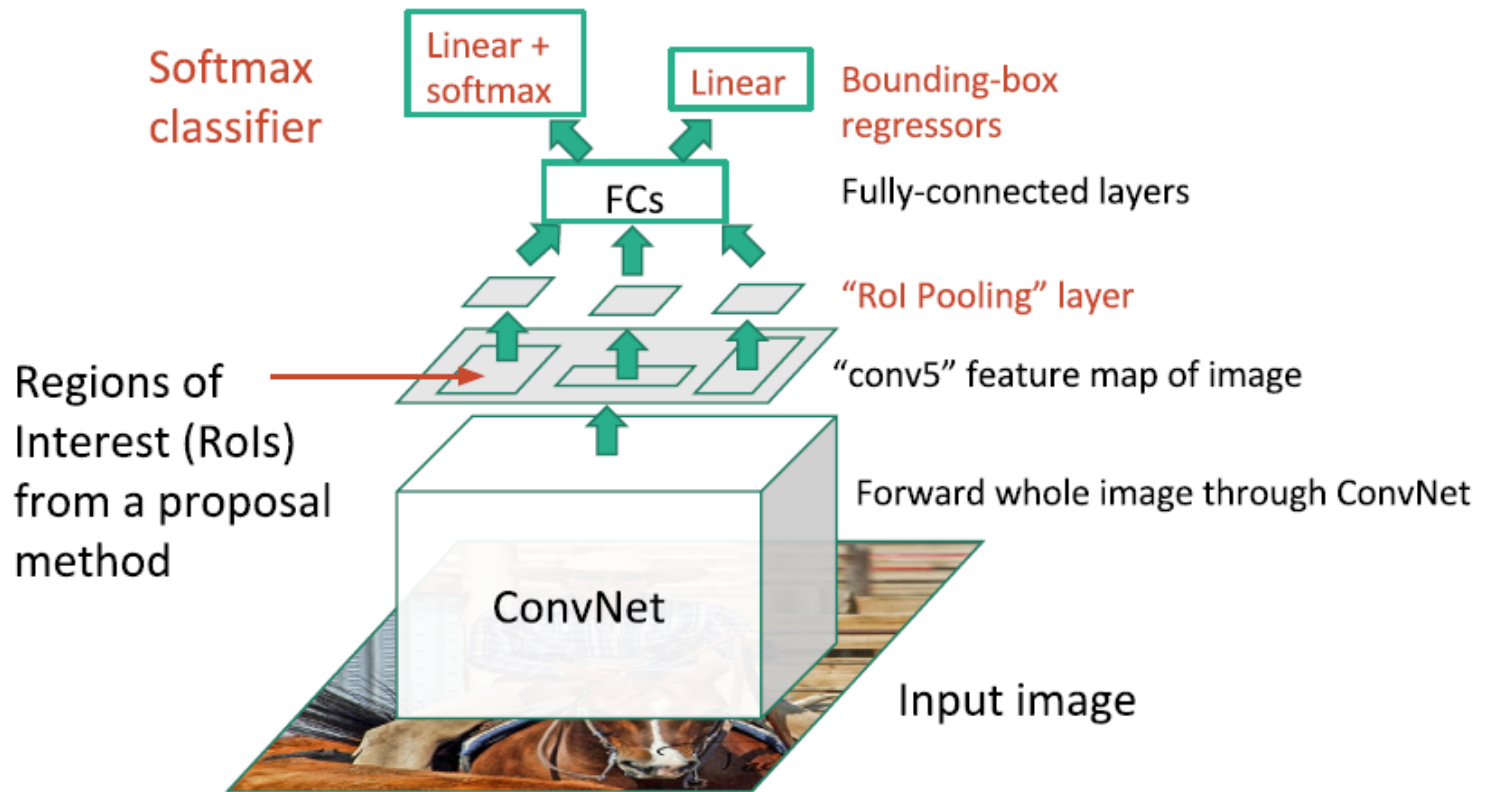 Softmax
classifier
Linear +
softmax
Linear
Bounding-box
regressors
FCs
Fully-connected layers
“RoI Pooling” layer
Regions of
Interest (RoIs)
from a proposal
method
“conv5” feature map of image
Forward whole image through ConvNet
ConvNet
Input image